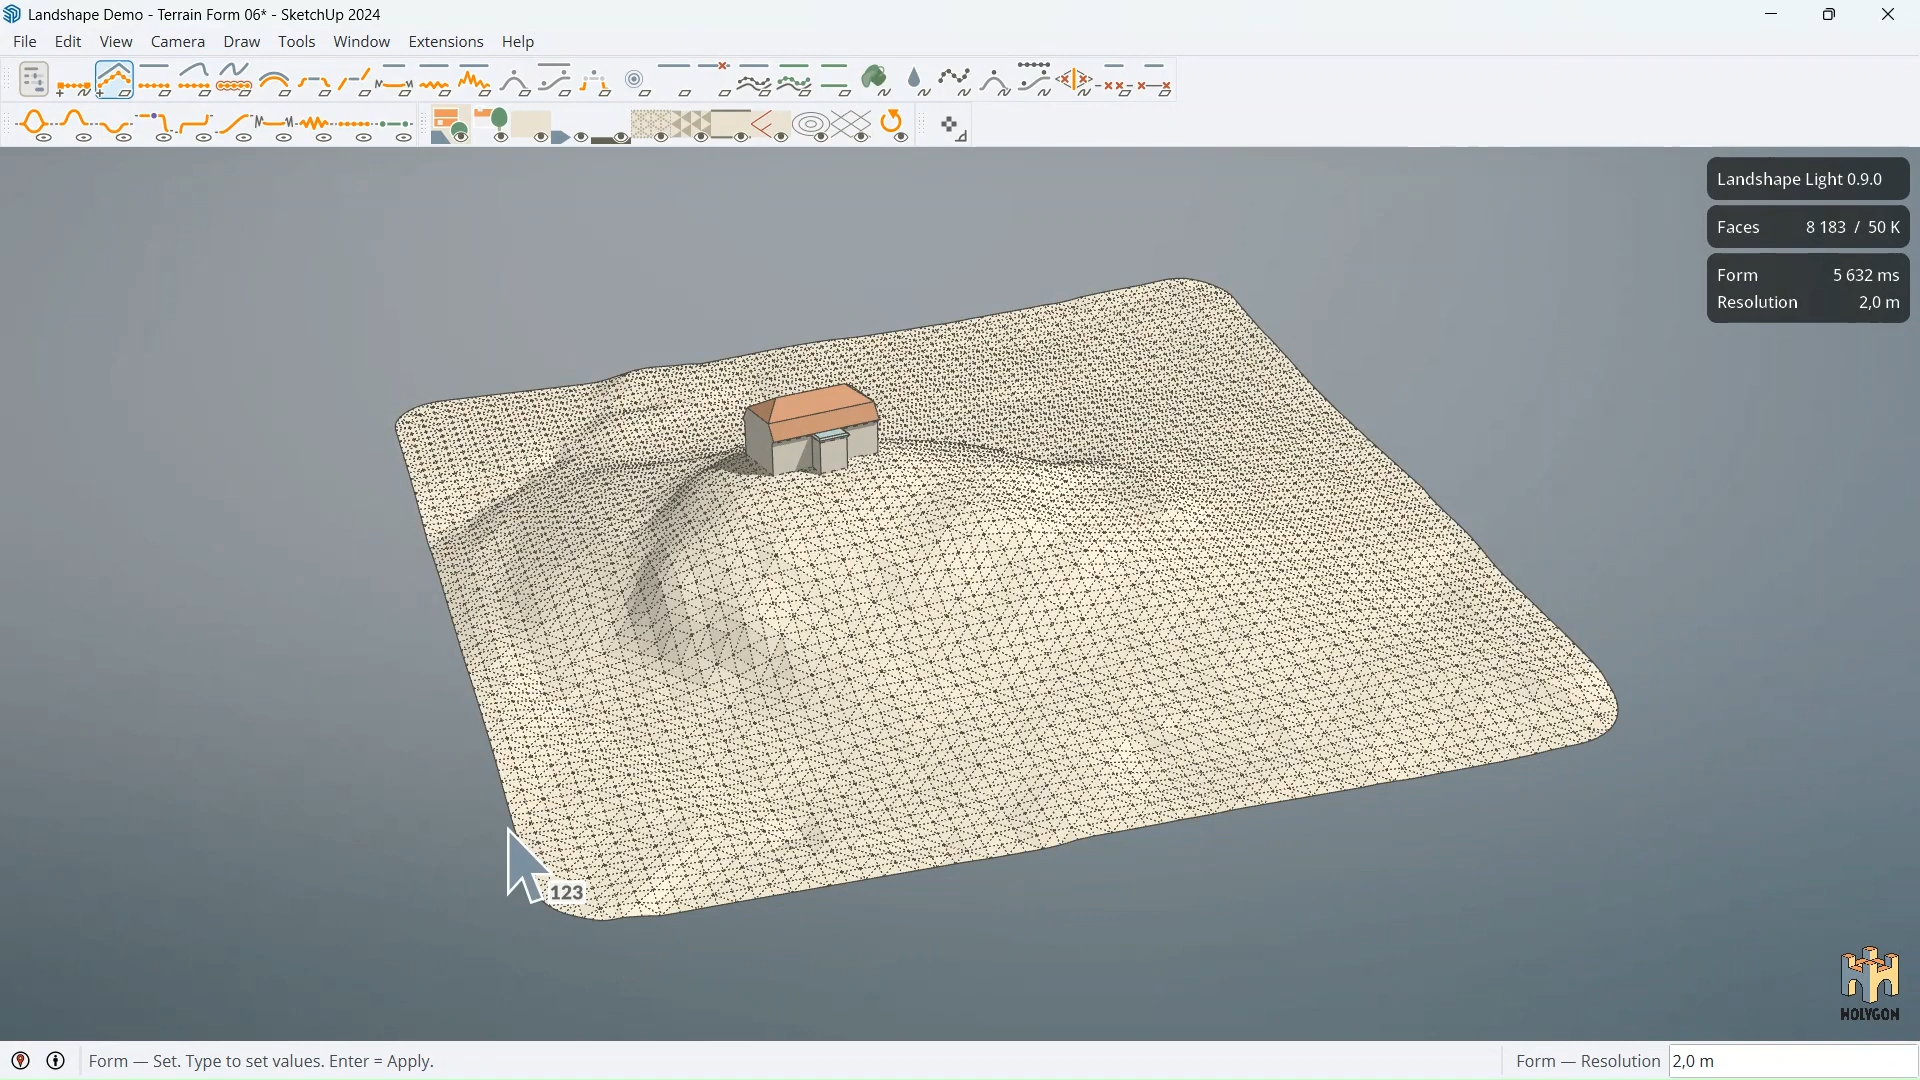 Landshape Demo - Terrain Form 06* - SketchUp 2024
File Edit View Camera Draw Tools Window Extensions Help
Landshape Light 0.9.0
Faces 8 183 / 50 K
Form 5 632 ms
Resolution 2,0 m
123
HOLYGON
Form — Set. Type to set values. Enter = Apply.
Form — Resolution 2,0 m